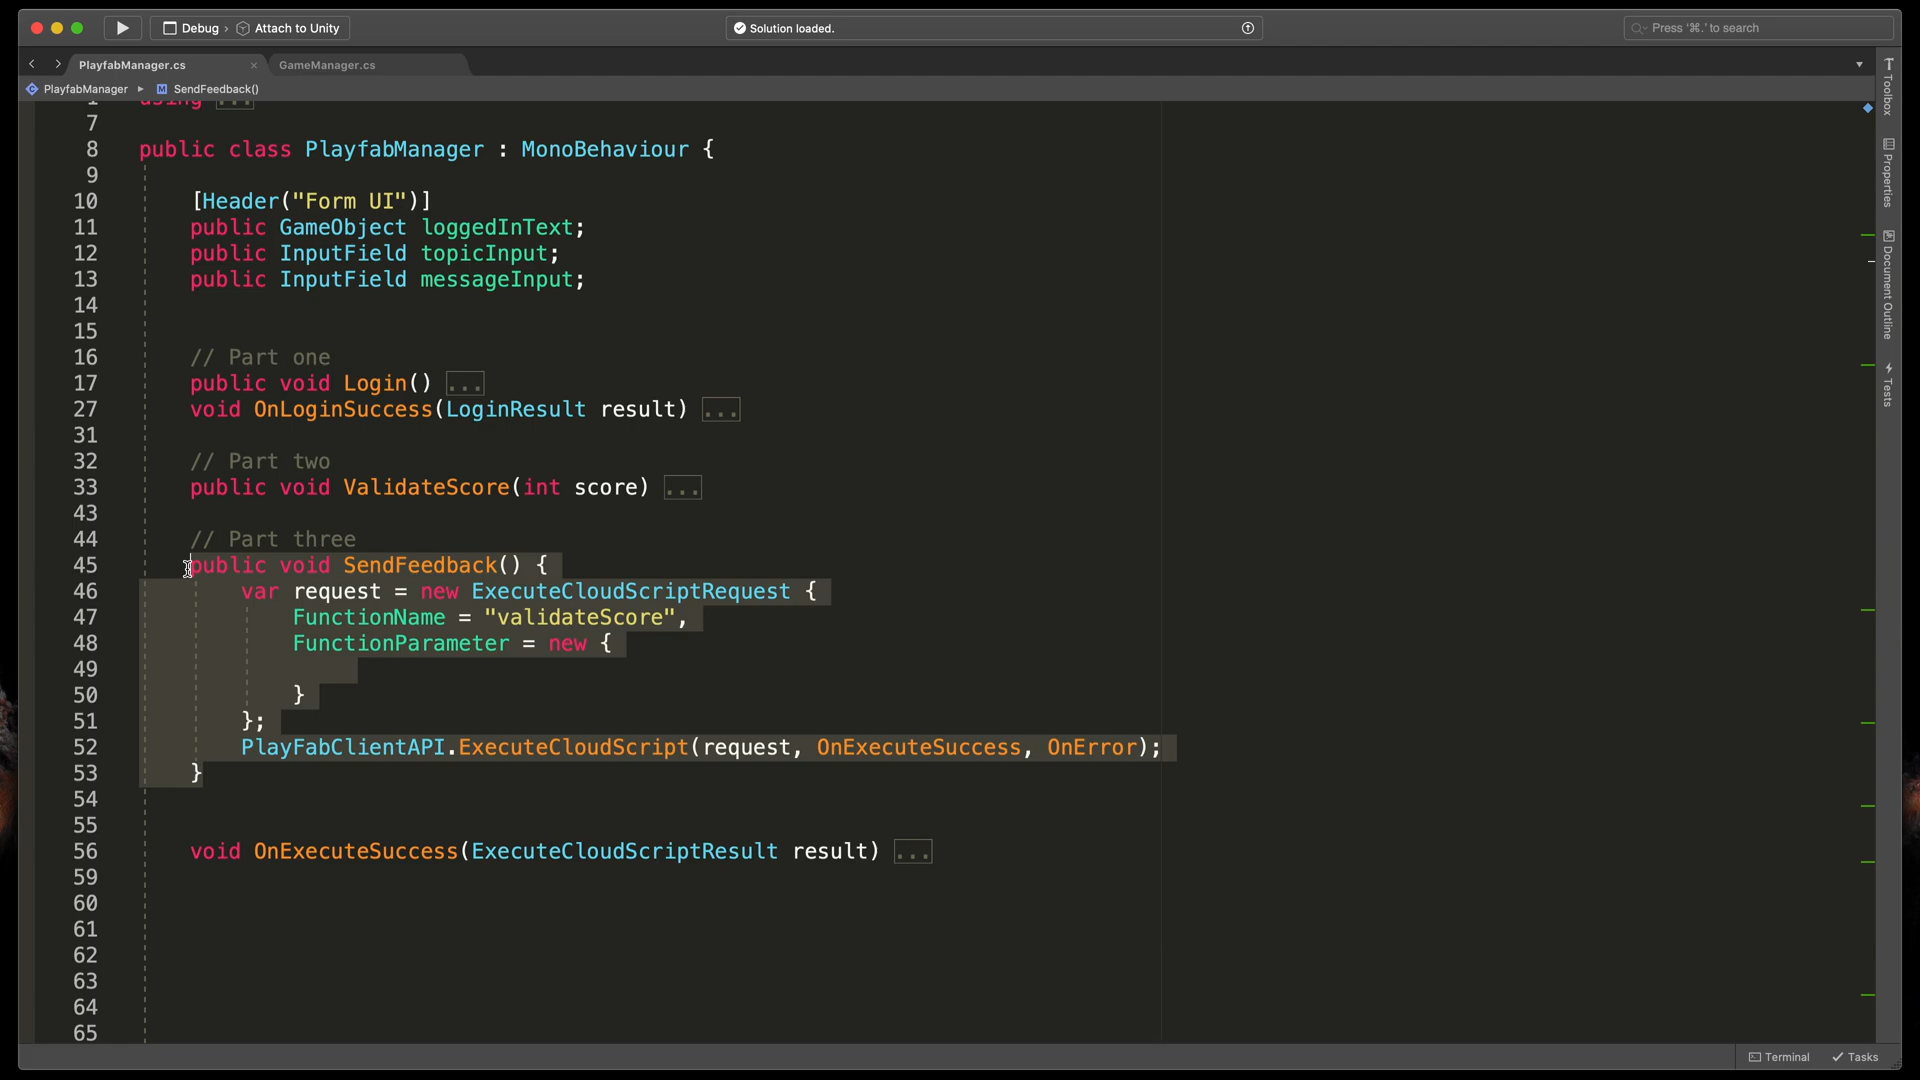 Debug › Attach to Unity
Solution loaded.
Press '⌘.' to search
PlayfabManager.cs
GameManager.cs
PlayfabManager ▸ SendFeedback()
1 using ...
7
8 public class PlayfabManager : MonoBehaviour {
9
10 [Header("Form UI")]
11 public GameObject loggedInText;
12 public InputField topicInput;
13 public InputField messageInput;
14
15
16 // Part one
17 public void Login() ...
27 void OnLoginSuccess(LoginResult result) ...
31
32 // Part two
33 public void ValidateScore(int score) ...
43
44 // Part three
45 public void SendFeedback() {
46 var request = new ExecuteCloudScriptRequest {
47 FunctionName = "validateScore",
48 FunctionParameter = new {
49
50 }
51 };
52 PlayFabClientAPI.ExecuteCloudScript(request, OnExecuteSuccess, OnError);
53 }
54
55
56 void OnExecuteSuccess(ExecuteCloudScriptResult result) ...
59
60
61
62
63
64
65
Toolbox
Properties
Document Outline
Tests
Terminal
Tasks